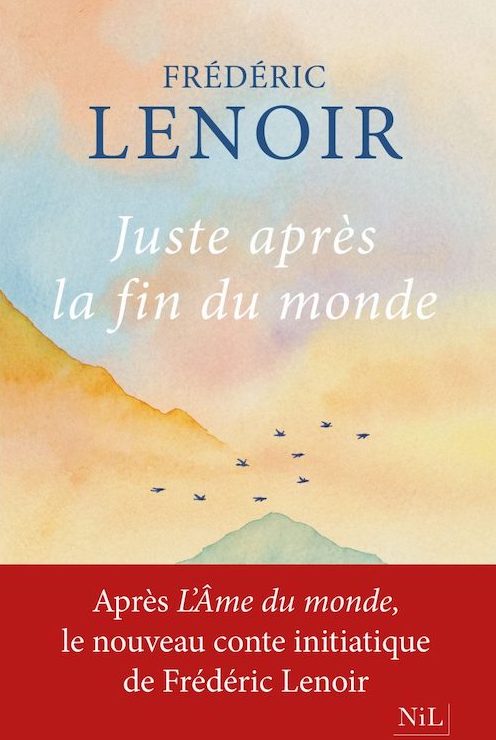 FRÉDÉRIC
LENOIR
Juste après
la fin du monde
Après L'Âme du monde,
le nouveau conte initiatique
de Frédéric Lenoir
NiL